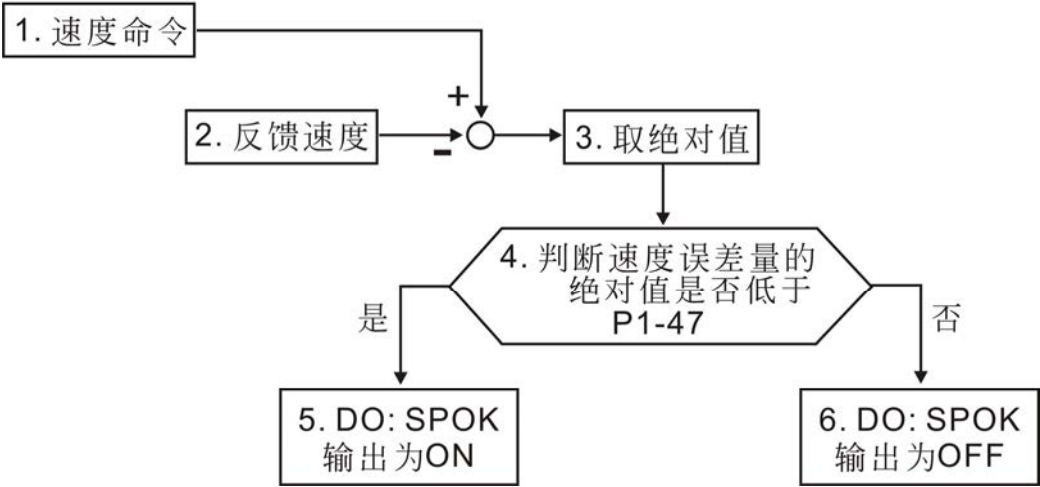 1. 速度命令
+
2. 反馈速度
-
3. 取绝对值
4. 判断速度误差量的
绝对值是否低于
P1-47
是
否
5. DO: SPOK
输出为ON
6. DO: SPOK
输出为OFF